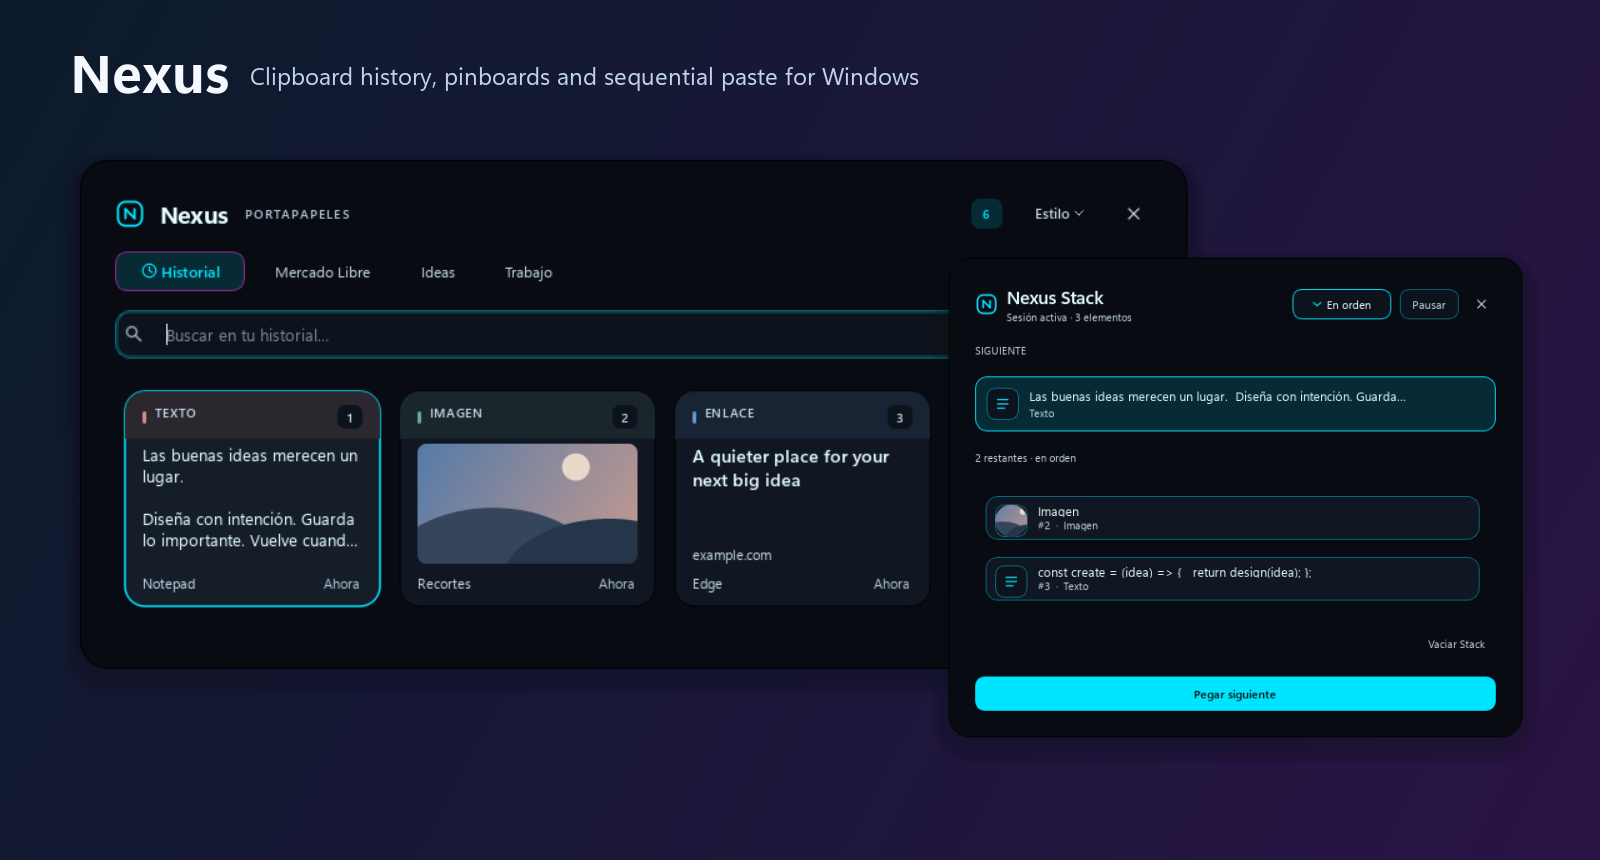 Nexus Clipboard history, pinboards and sequential paste for Windows
N Nexus PORTAPAPELES 6 Estilo
Historial Mercado Libre Ideas Trabajo
Buscar en tu historial...
TEXTO 1
Las buenas ideas merecen un
lugar.
Diseña con intención. Guarda
lo importante. Vuelve cuand...
Notepad Ahora
IMAGEN 2
Recortes Ahora
ENLACE 3
A quieter place for your
next big idea
example.com
Edge Ahora
N Nexus Stack
Sesión activa · 3 elementos
En orden Pausar
SIGUIENTE
Las buenas ideas merecen un lugar. Diseña con intención. Guarda...
Texto
2 restantes · en orden
Imagen
#2 · Imagen
const create = (idea) => { return design(idea); };
#3 · Texto
Vaciar Stack
Pegar siguiente